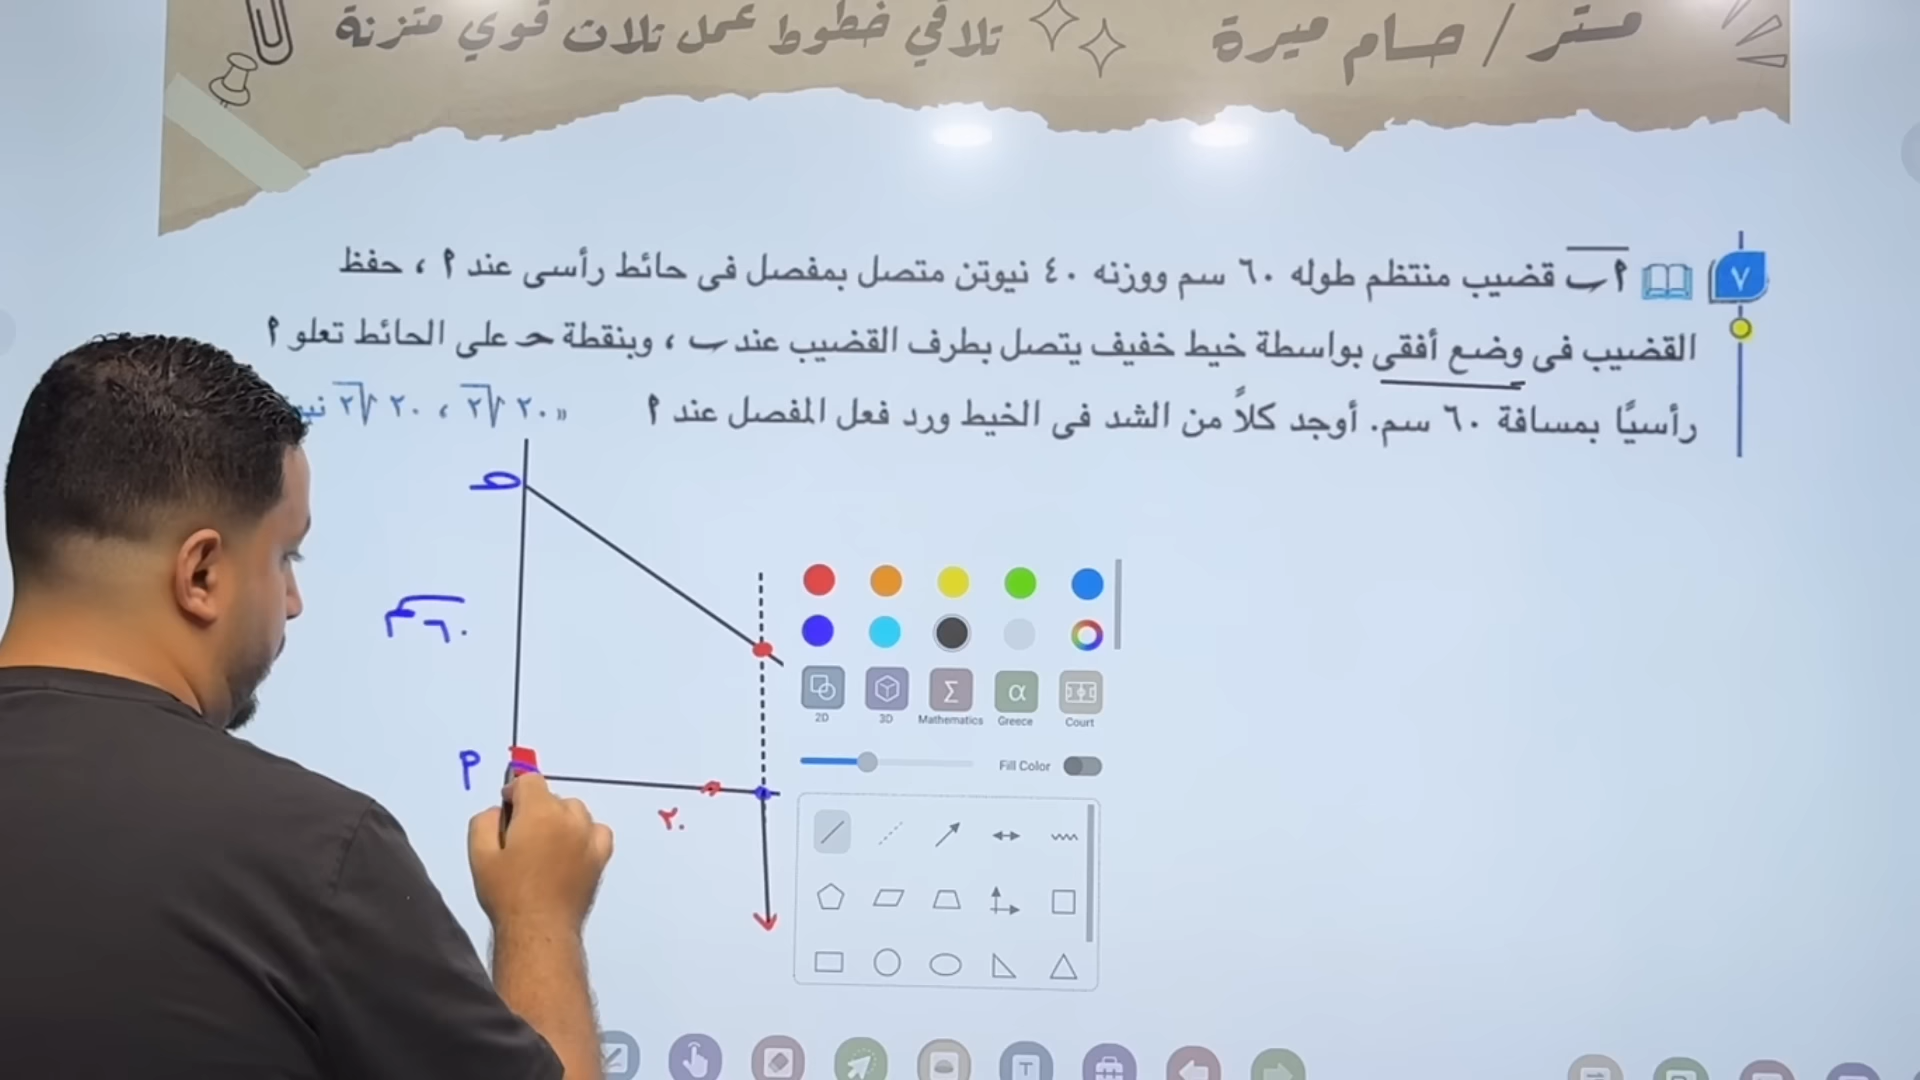 مستر / حسام ميرة تلاقي خطوط عمل ثلاث قوي متزنة
٧ أب قضيب منتظم طوله ٦٠ سم ووزنه ٤٠ نيوتن متصل بمفصل فى حائط رأسى عند أ ، حفظ
القضيب فى وضع أفقى بواسطة خيط خفيف يتصل بطرف القضيب عند ب ، وبنقطة حـ على الحائط تعلو أ
رأسيًا بمسافة ٦٠ سم. أوجد كلاً من الشد فى الخيط ورد فعل المفصل عند أ « ٢٠ √٢ ، ٢٠ √٢
حـ
٦٠
أ
٢٠
2D 3D Mathematics Greece Court
Fill Color